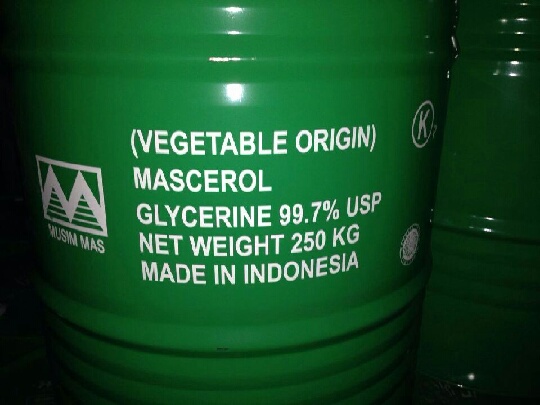 (VEGETABLE ORIGIN)
MASCEROL
GLYCERINE 99.7% USP
NET WEIGHT 250 KG
MADE IN INDONESIA
MUSIM MAS
K